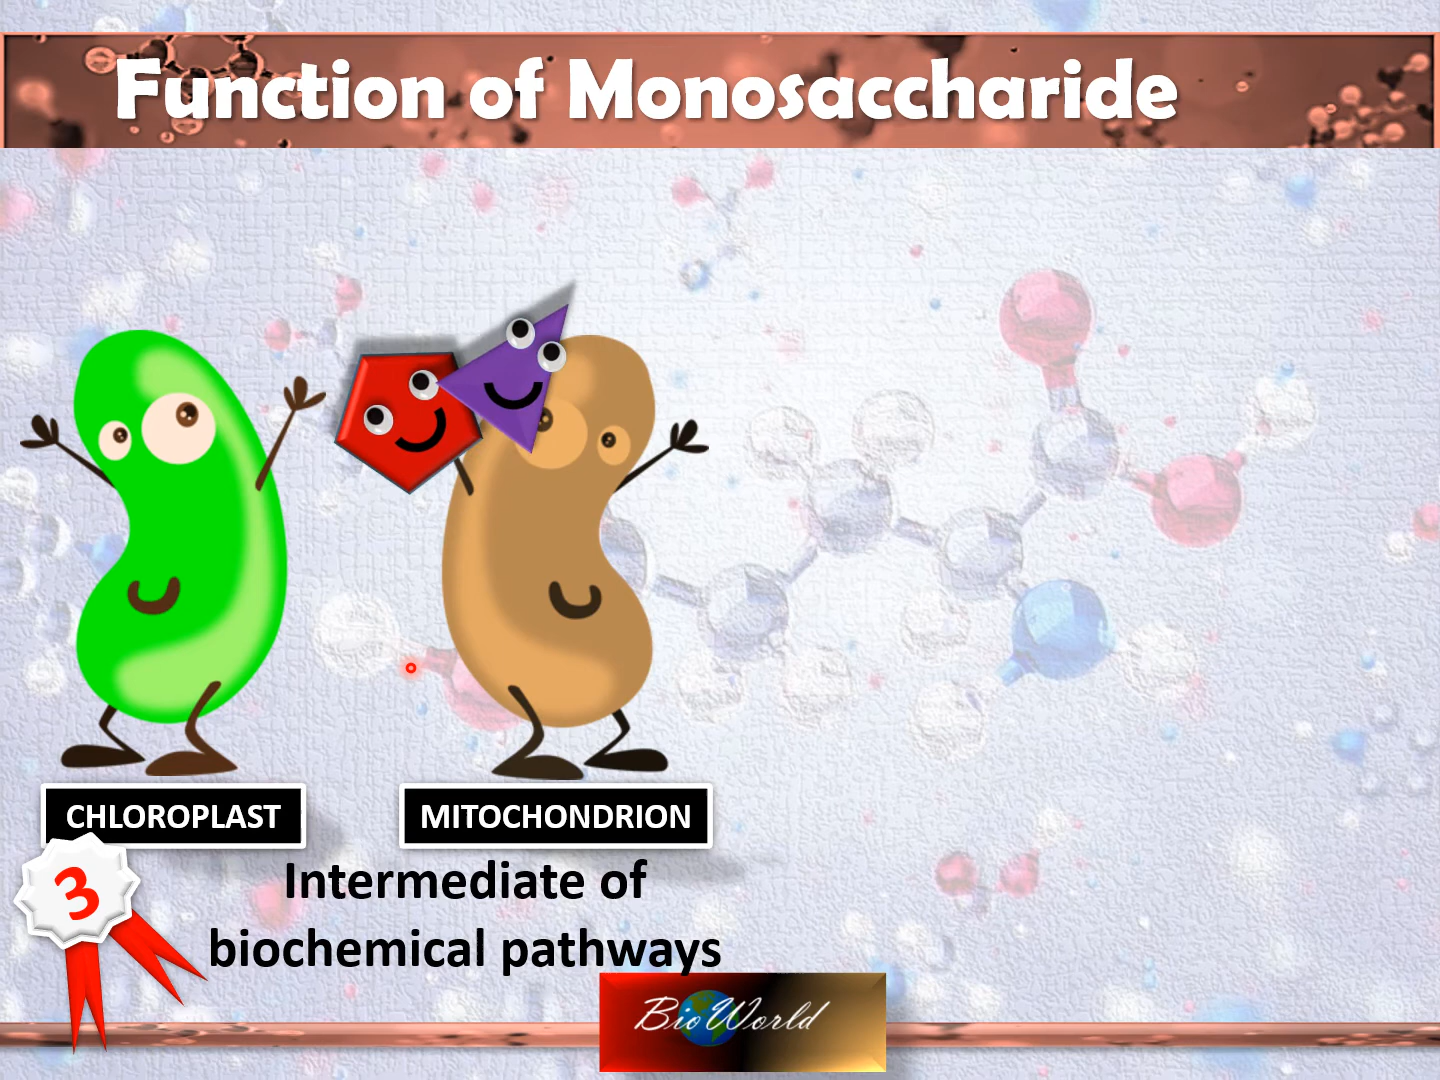 Function of Monosaccharide
CHLOROPLAST
MITOCHONDRION
3
Intermediate of
biochemical pathways
BioWorld